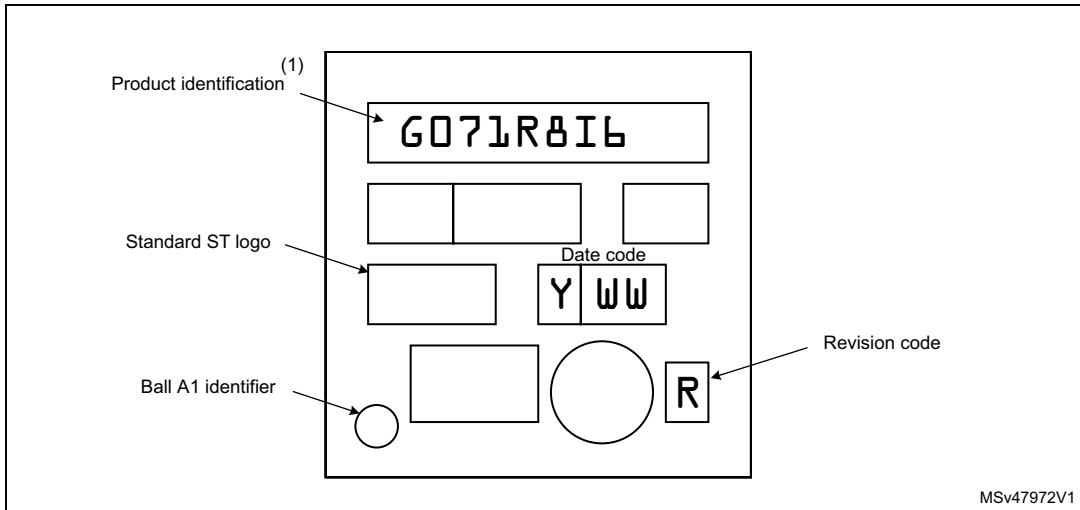 (1)
Product identification
G071R8I6
Standard ST logo
Date code
Y WW
Revision code
Ball A1 identifier
R
MSv47972V1